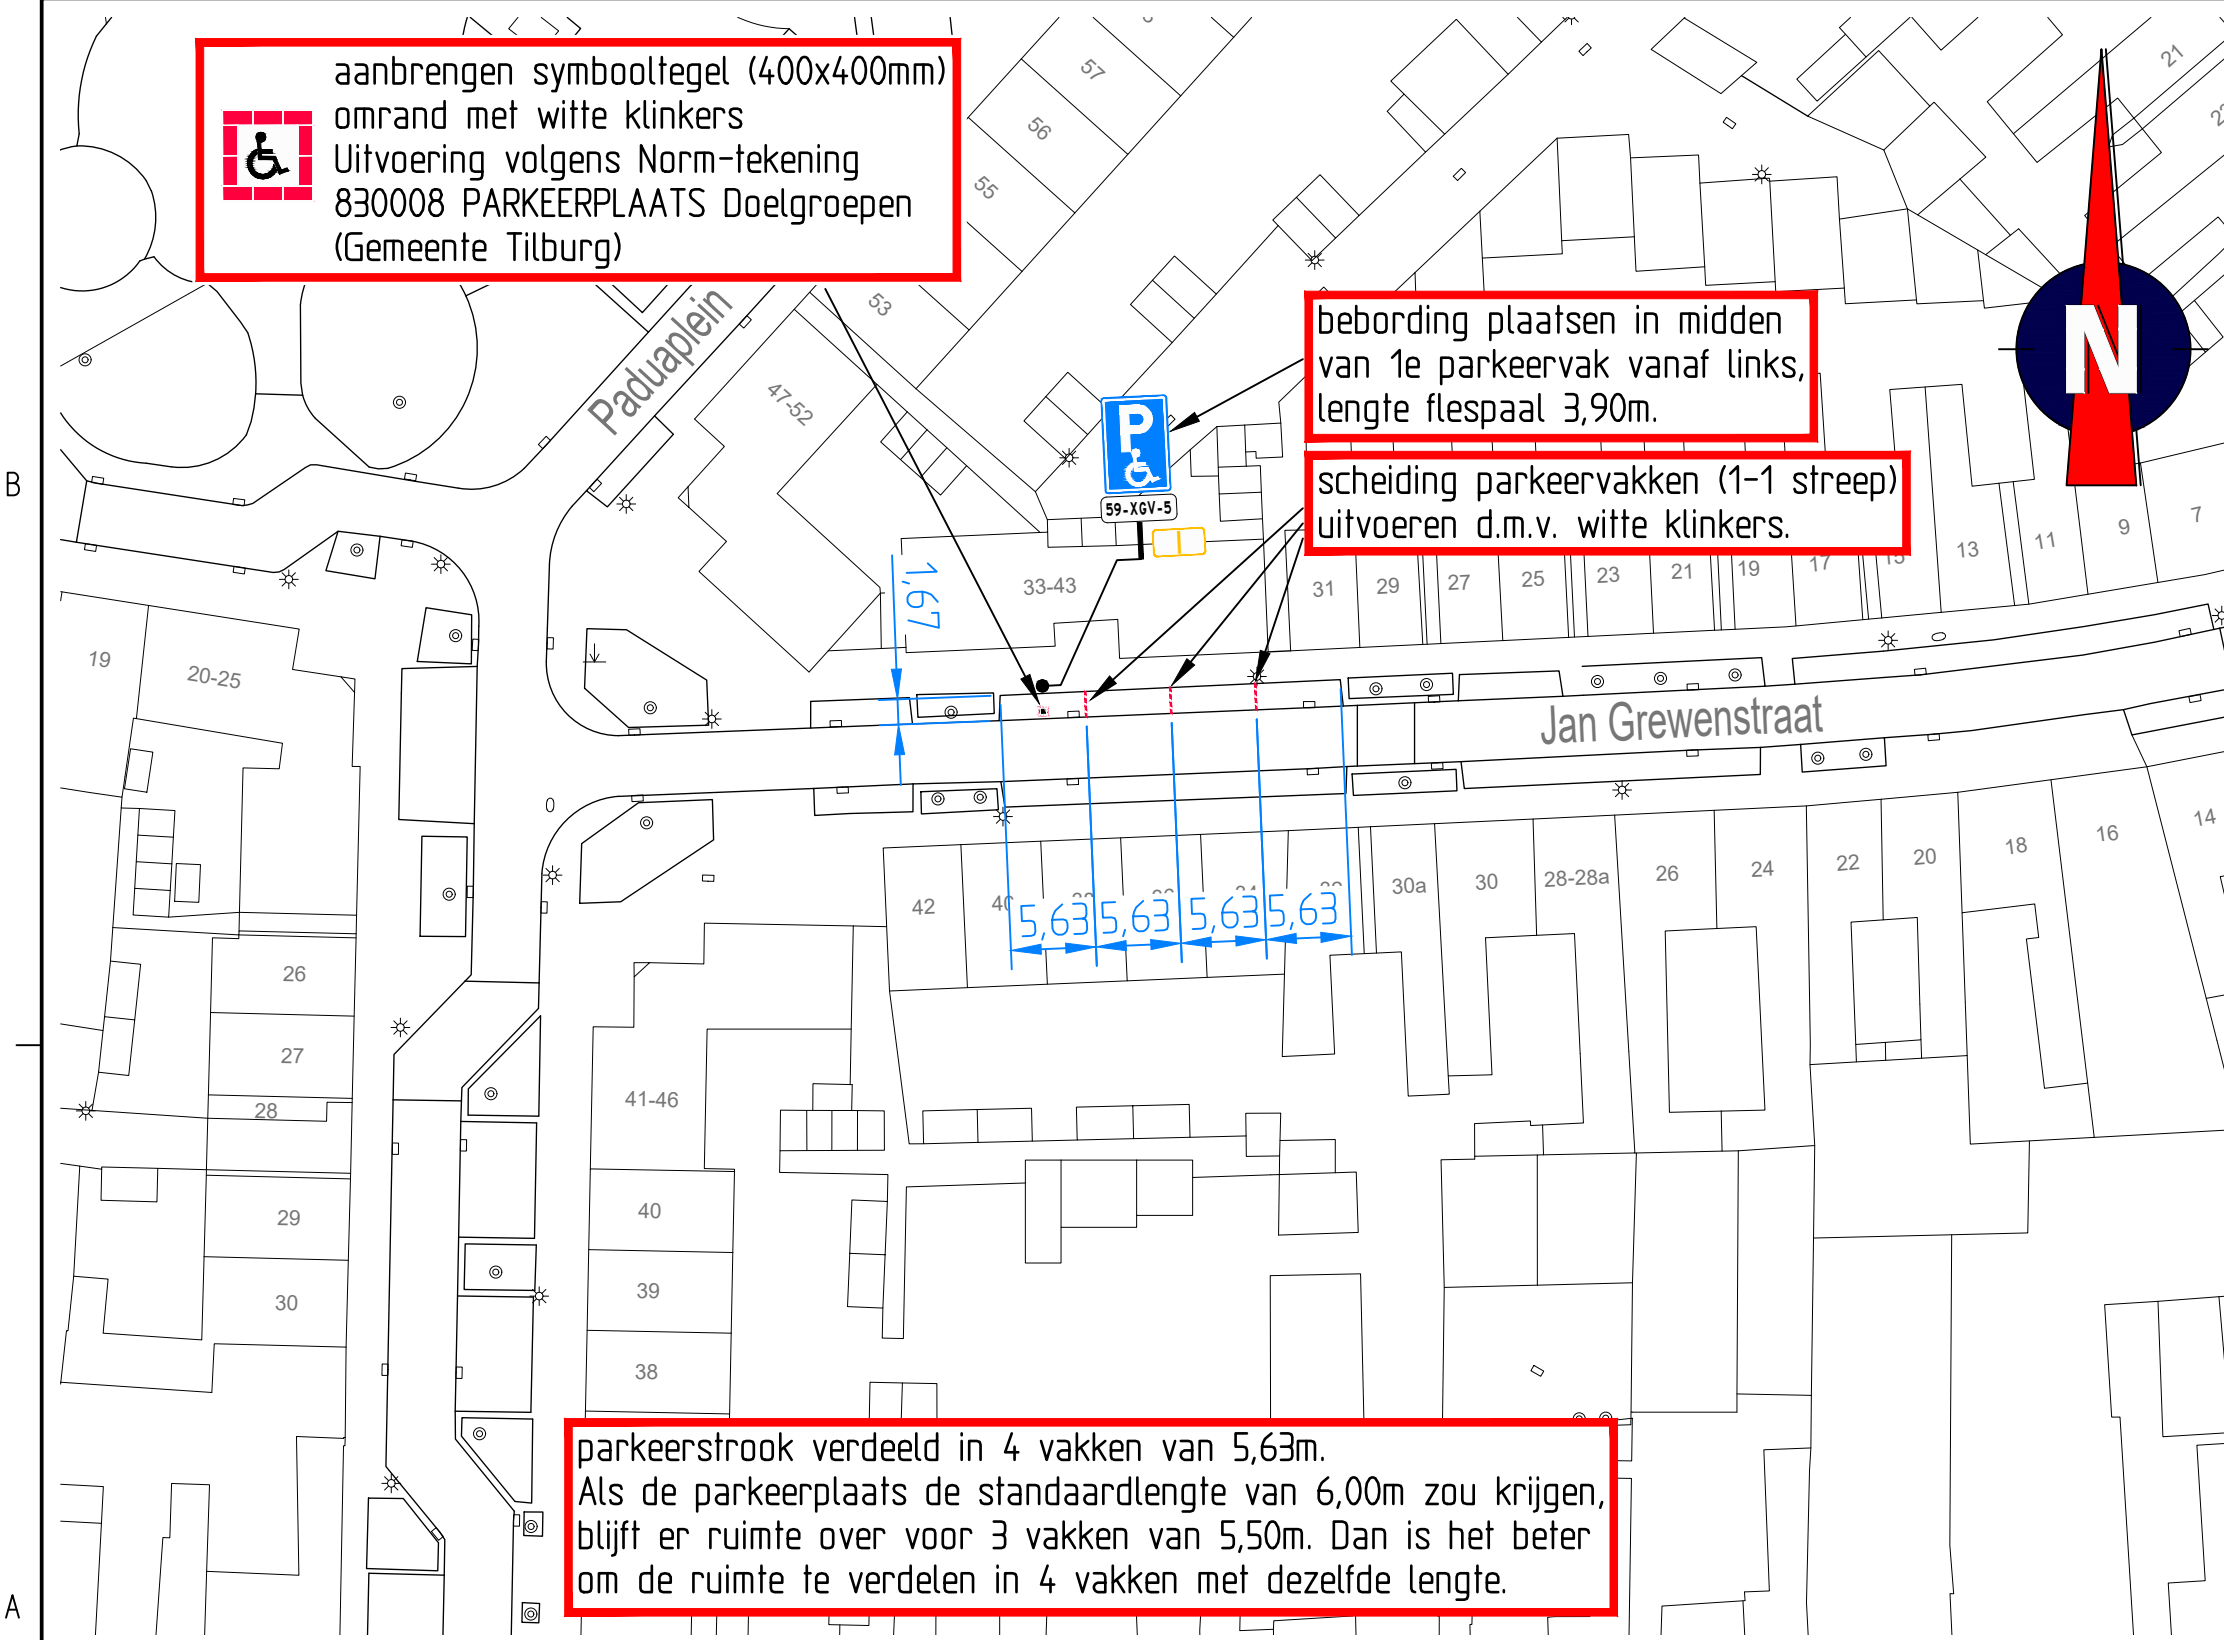 aanbrengen symbooltegel (400x400mm)
omrand met witte klinkers
Uitvoering volgens Norm-tekening
830008 PARKEERPLAATS Doelgroepen
(Gemeente Tilburg)
57
56
55
53
21
Paduaplein
47-52
bebording plaatsen in midden
van 1e parkeervak vanaf links,
lengte flespaal 3,90m.
N
P
59-XGV-5
scheiding parkeervakken (1-1 streep)
uitvoeren d.m.v. witte klinkers.
B
1,67
33-43
31
29
27
25
23
21
19
17
15
13
11
9
7
19
20-25
Jan Grewenstraat
42
40
30a
30
28-28a
26
24
22
20
18
16
14
5,63
5,63
5,63
5,63
26
27
28
29
30
41-46
40
39
38
parkeerstrook verdeeld in 4 vakken van 5,63m.
Als de parkeerplaats de standaardlengte van 6,00m zou krijgen,
blijft er ruimte over voor 3 vakken van 5,50m. Dan is het beter
om de ruimte te verdelen in 4 vakken met dezelfde lengte.
A